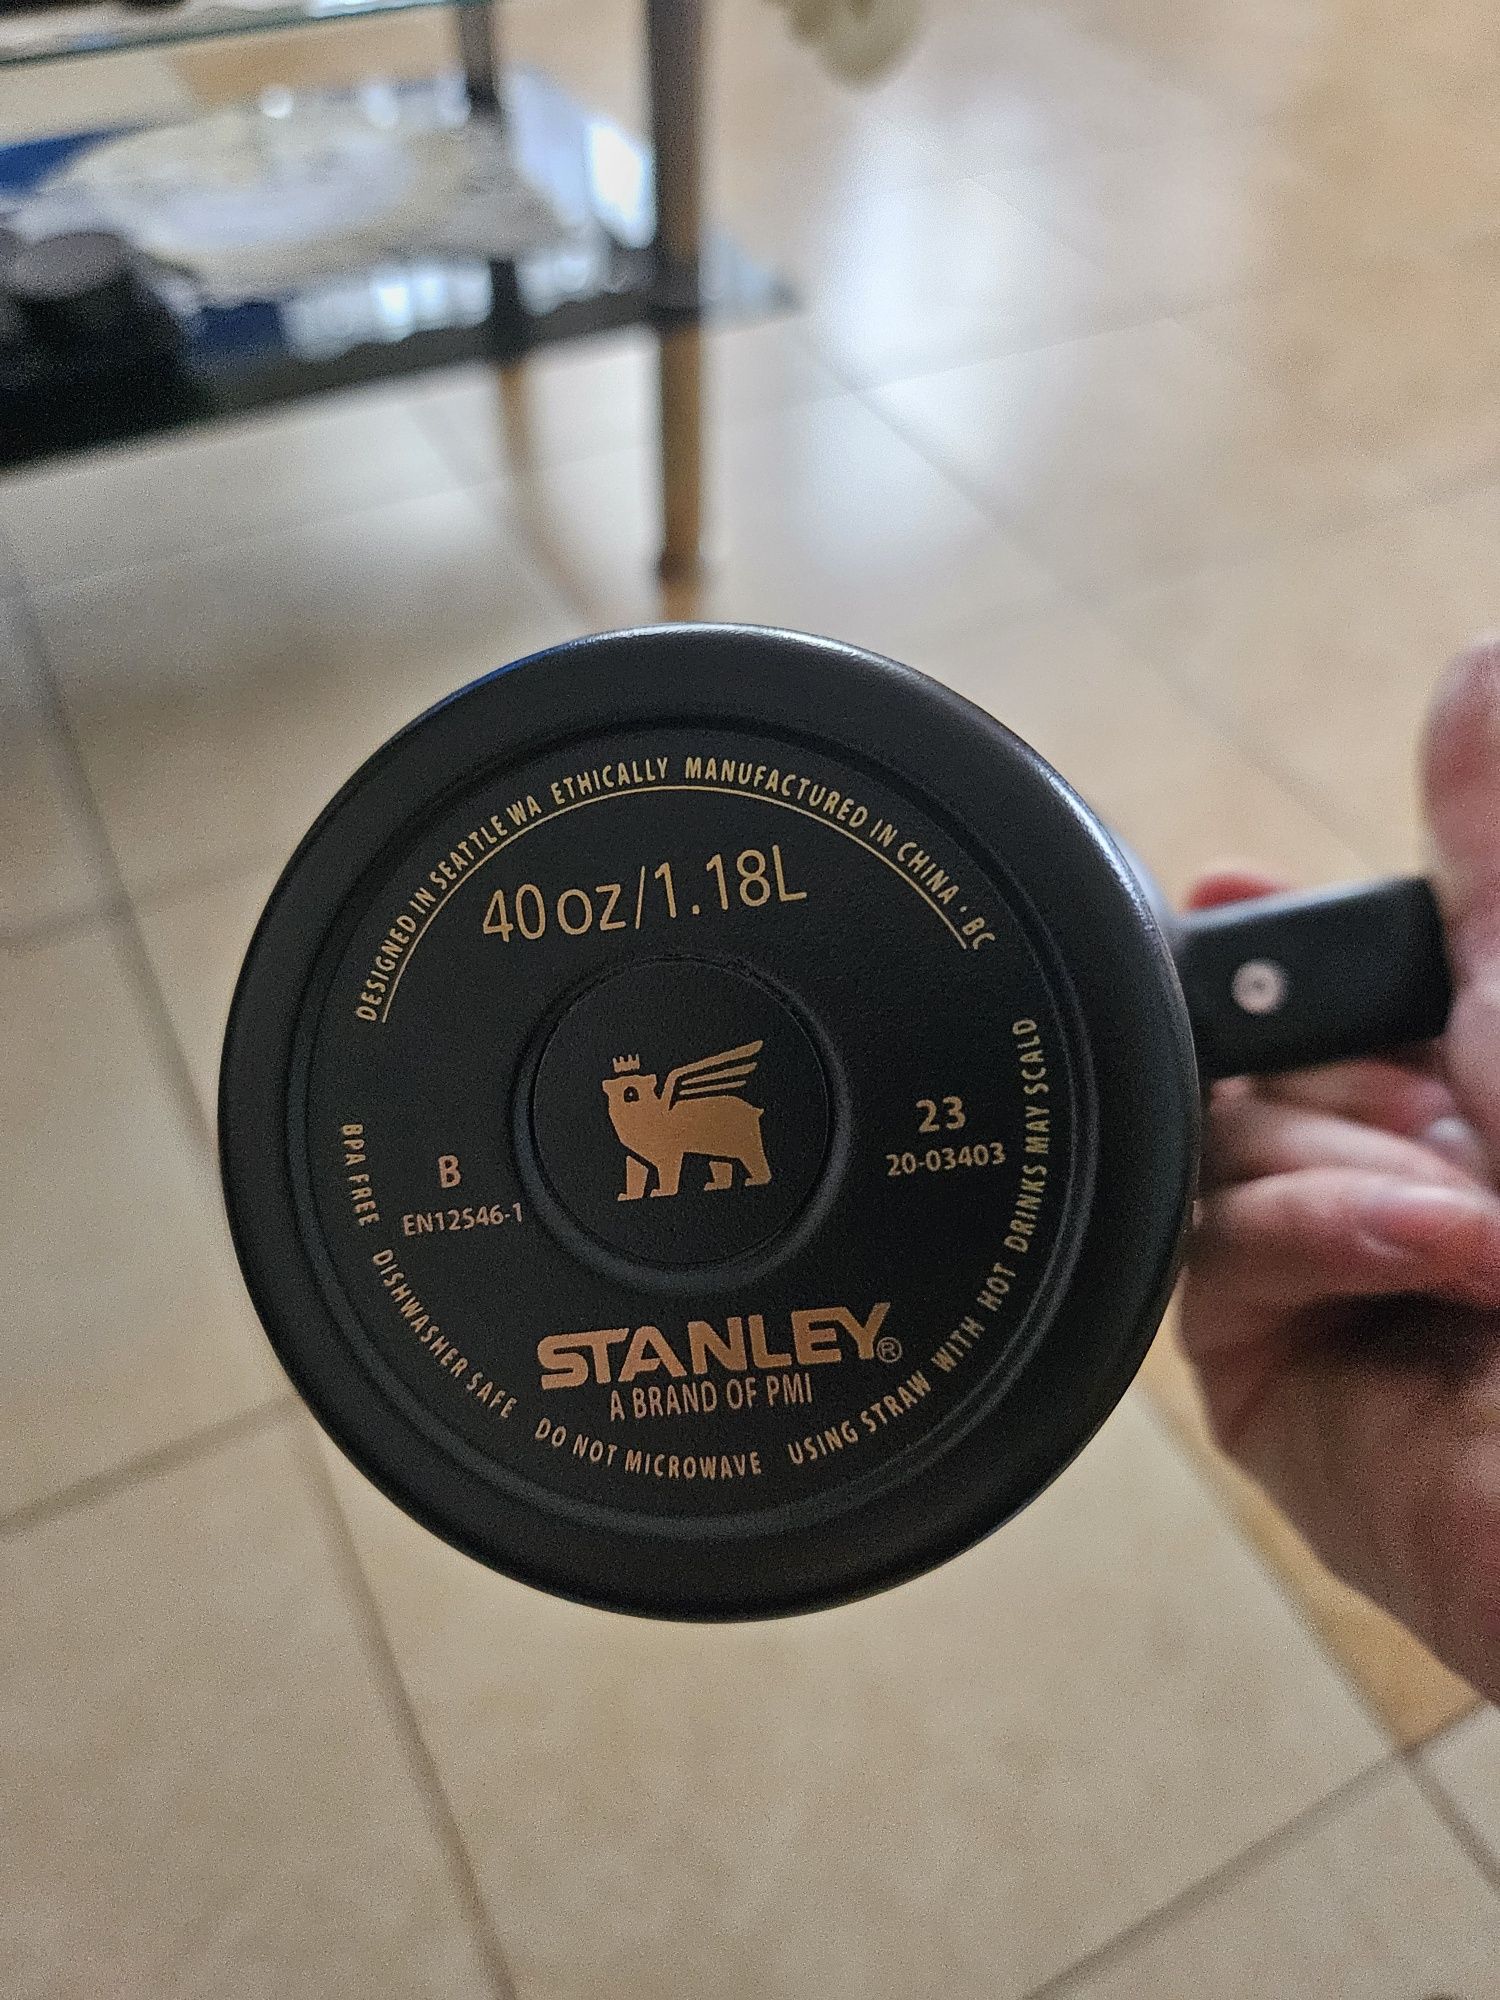 DESIGNED IN SEATTLE WA ETHICALLY MANUFACTURED IN CHINA · BC
40 oz/1.18L
B
EN12546-1
23
20-03403
STANLEY®
A BRAND OF PMI
BPA FREE DISHWASHER SAFE DO NOT MICROWAVE USING STRAW WITH HOT DRINKS MAY SCALD